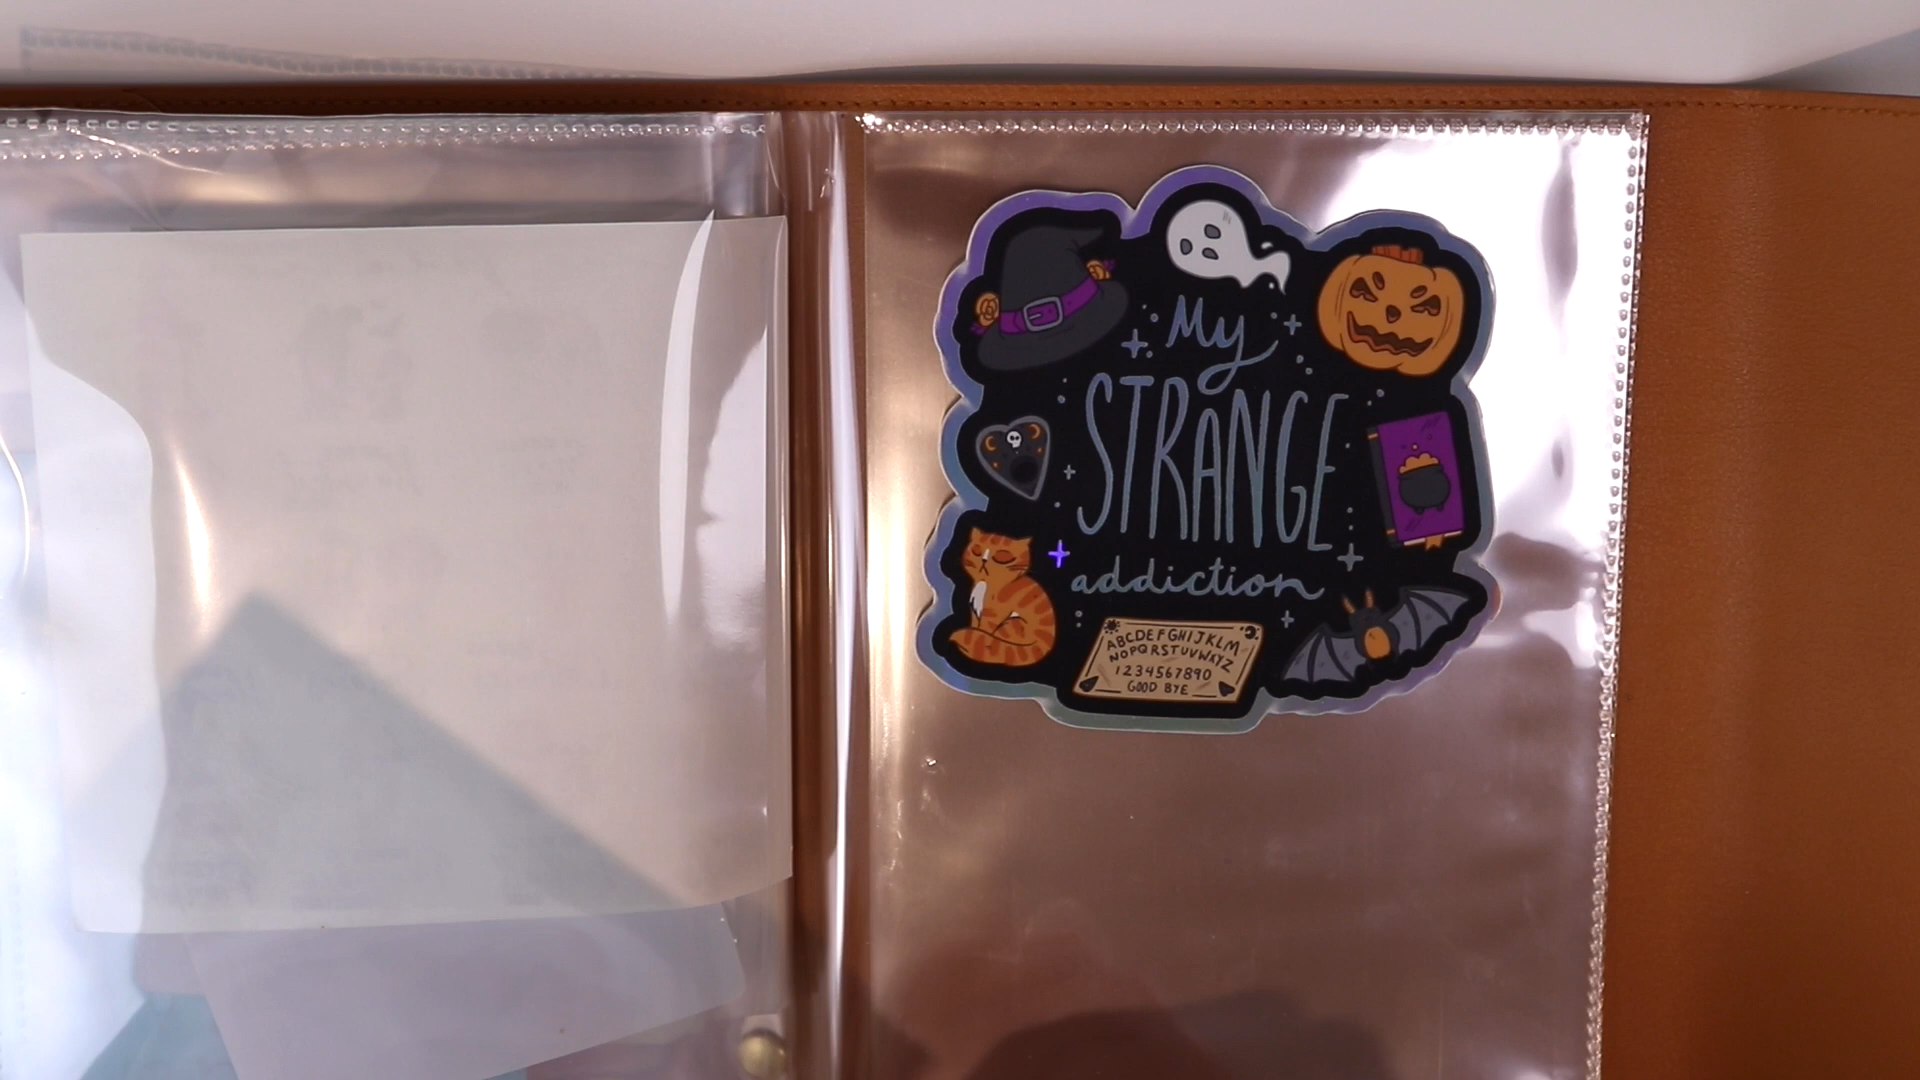 My
STRANGE
addiction
ABCDEFGHIJKLM
NOPQRSTUVWXYZ
1234567890
GOOD BYE